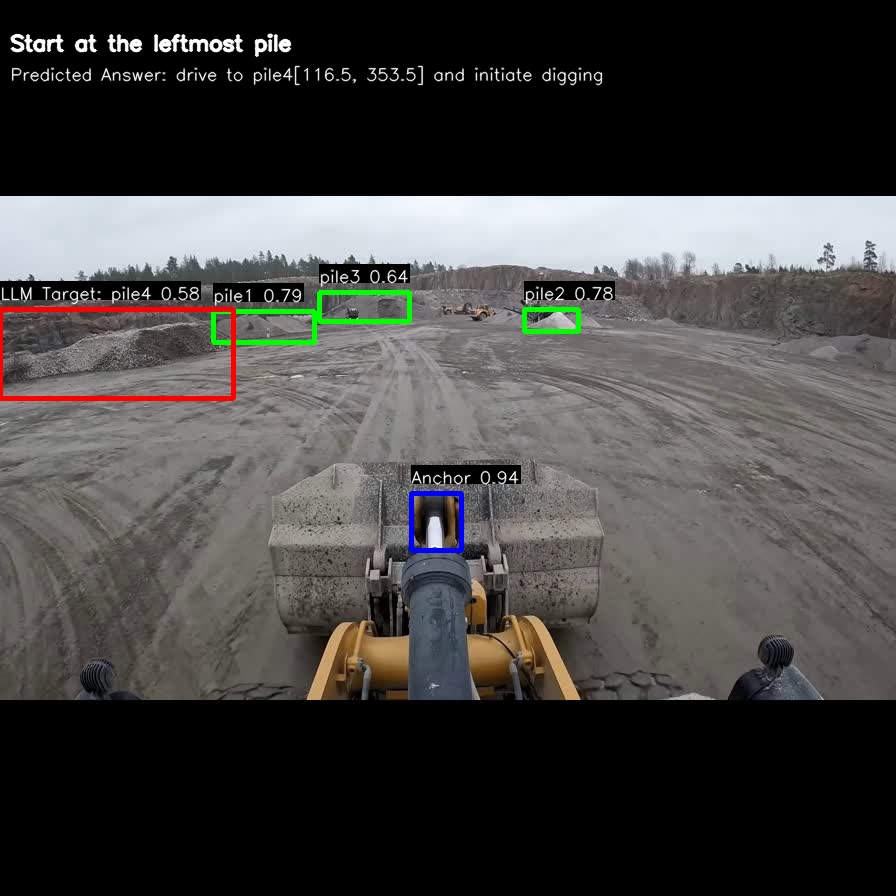 Start at the leftmost pile
Predicted Answer: drive to pile4[116.5, 353.5] and initiate digging
pile3 0.64
LLM Target: pile4 0.58
pile1 0.79
pile2 0.78
Anchor 0.94